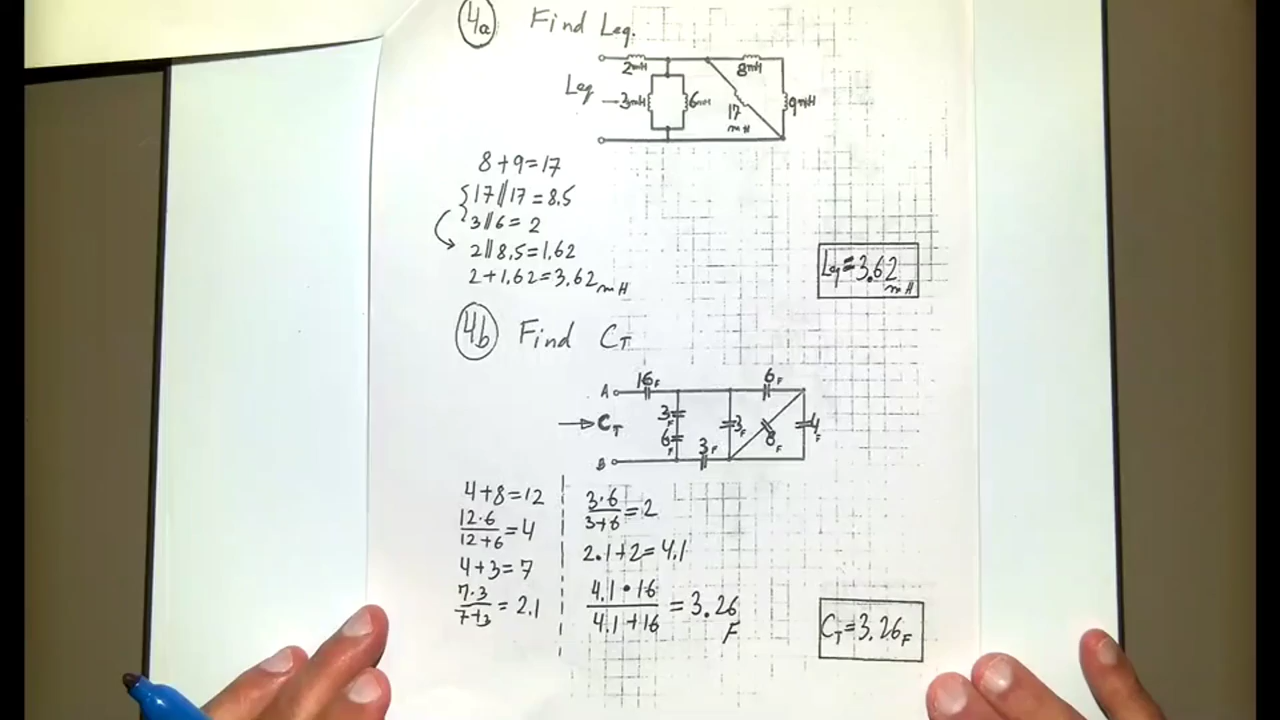 4a Find Leq.
2mH 8mH
Leq → 3mH 6mH 17 mH 9mH
8+9=17
17//17=8.5
3//6=2
2//8.5=1.62
2+1.62=3.62mH
Leq=3.62 mH
4b Find CT
A 16F 6F
→ CT 3F 6F 3F 8F 4F
B 3F
4+8=12
12·6/12+6=4
4+3=7
7·3/7+3=2.1
3·6/3+6=2
2.1+2=4.1
4.1·16/4.1+16=3.26 F
CT=3.26F